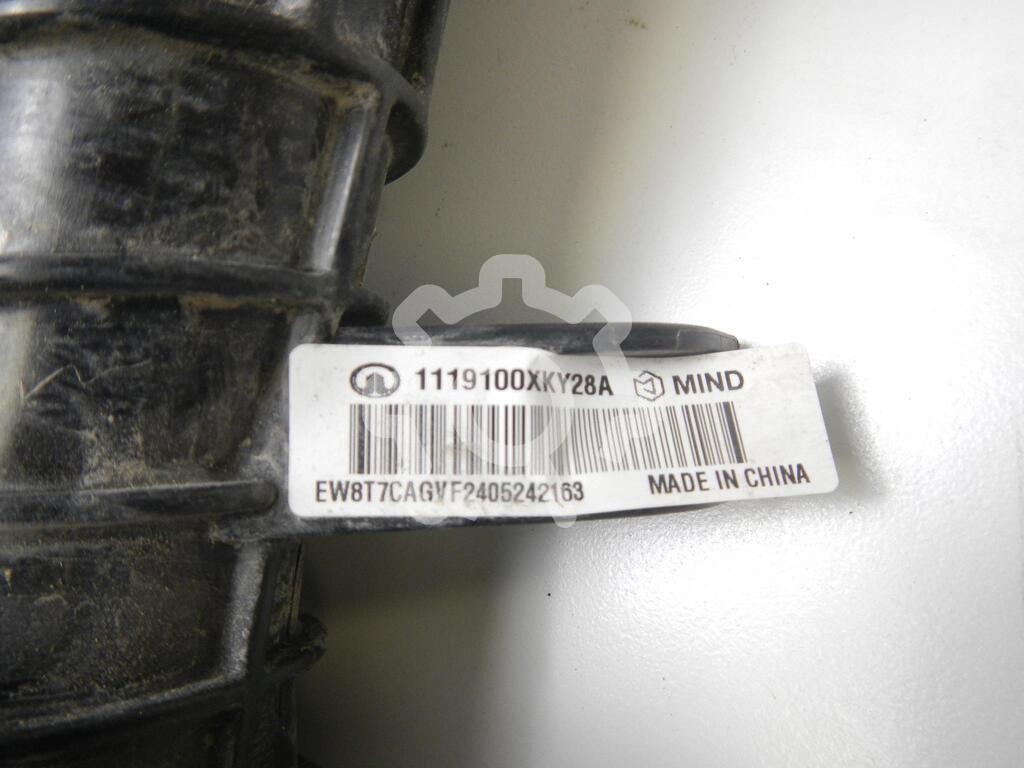 1119100XKY28A MIND
EW8T7CAGVF2405242163 MADE IN CHINA